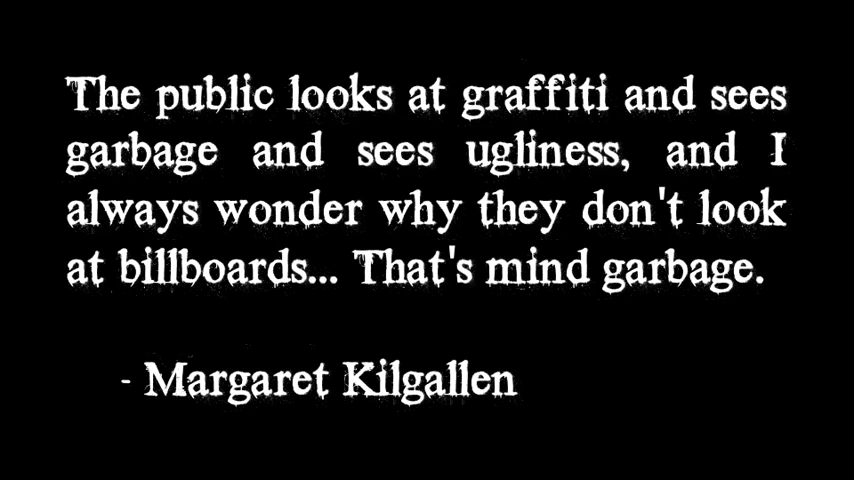 The public looks at graffiti and sees
garbage and sees ugliness, and I
always wonder why they don't look
at billboards... That's mind garbage.
- Margaret Kilgallen